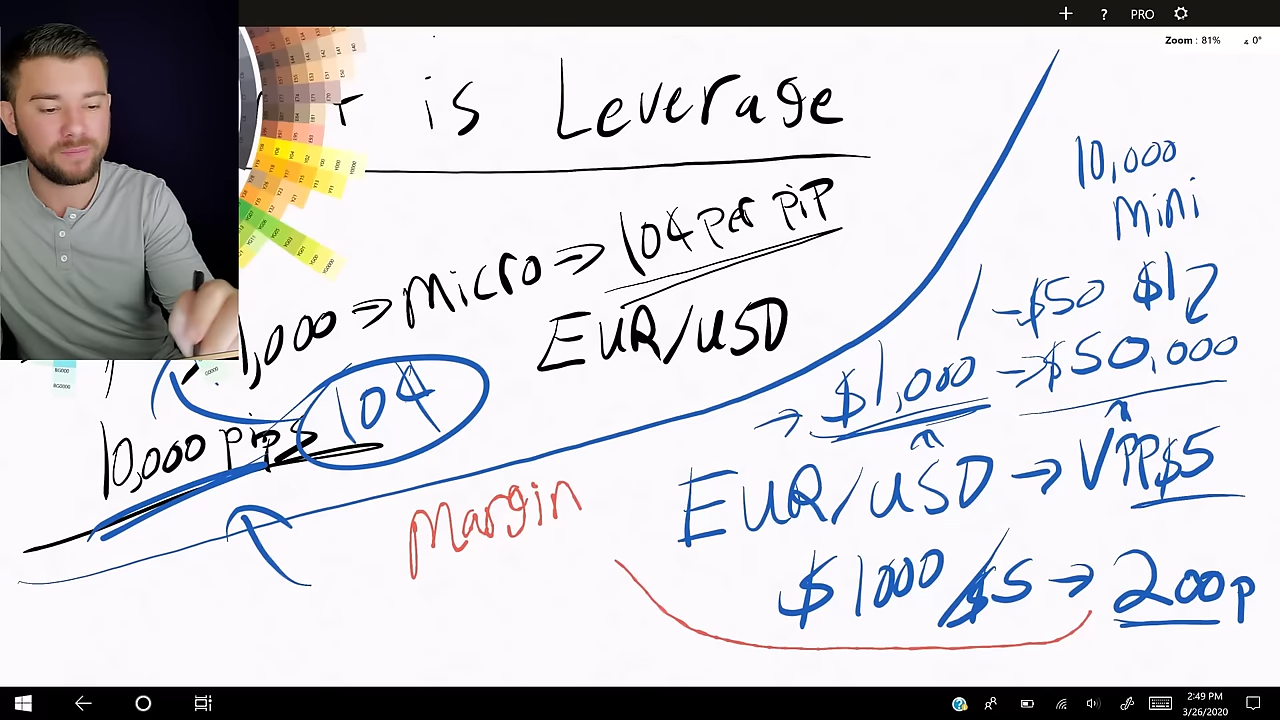 PRO
Zoom : 81%
0°
is Leverage
10,000
Mini
10¢ per pip
1,000 => Micro =>
EUR/USD
-$50 $1
$1,000 → $50,000
10,000 pips 10¢
EUR/USD → VPP$5
Margin
$1000 /$5 → 200p
2:49 PM
3/26/2020